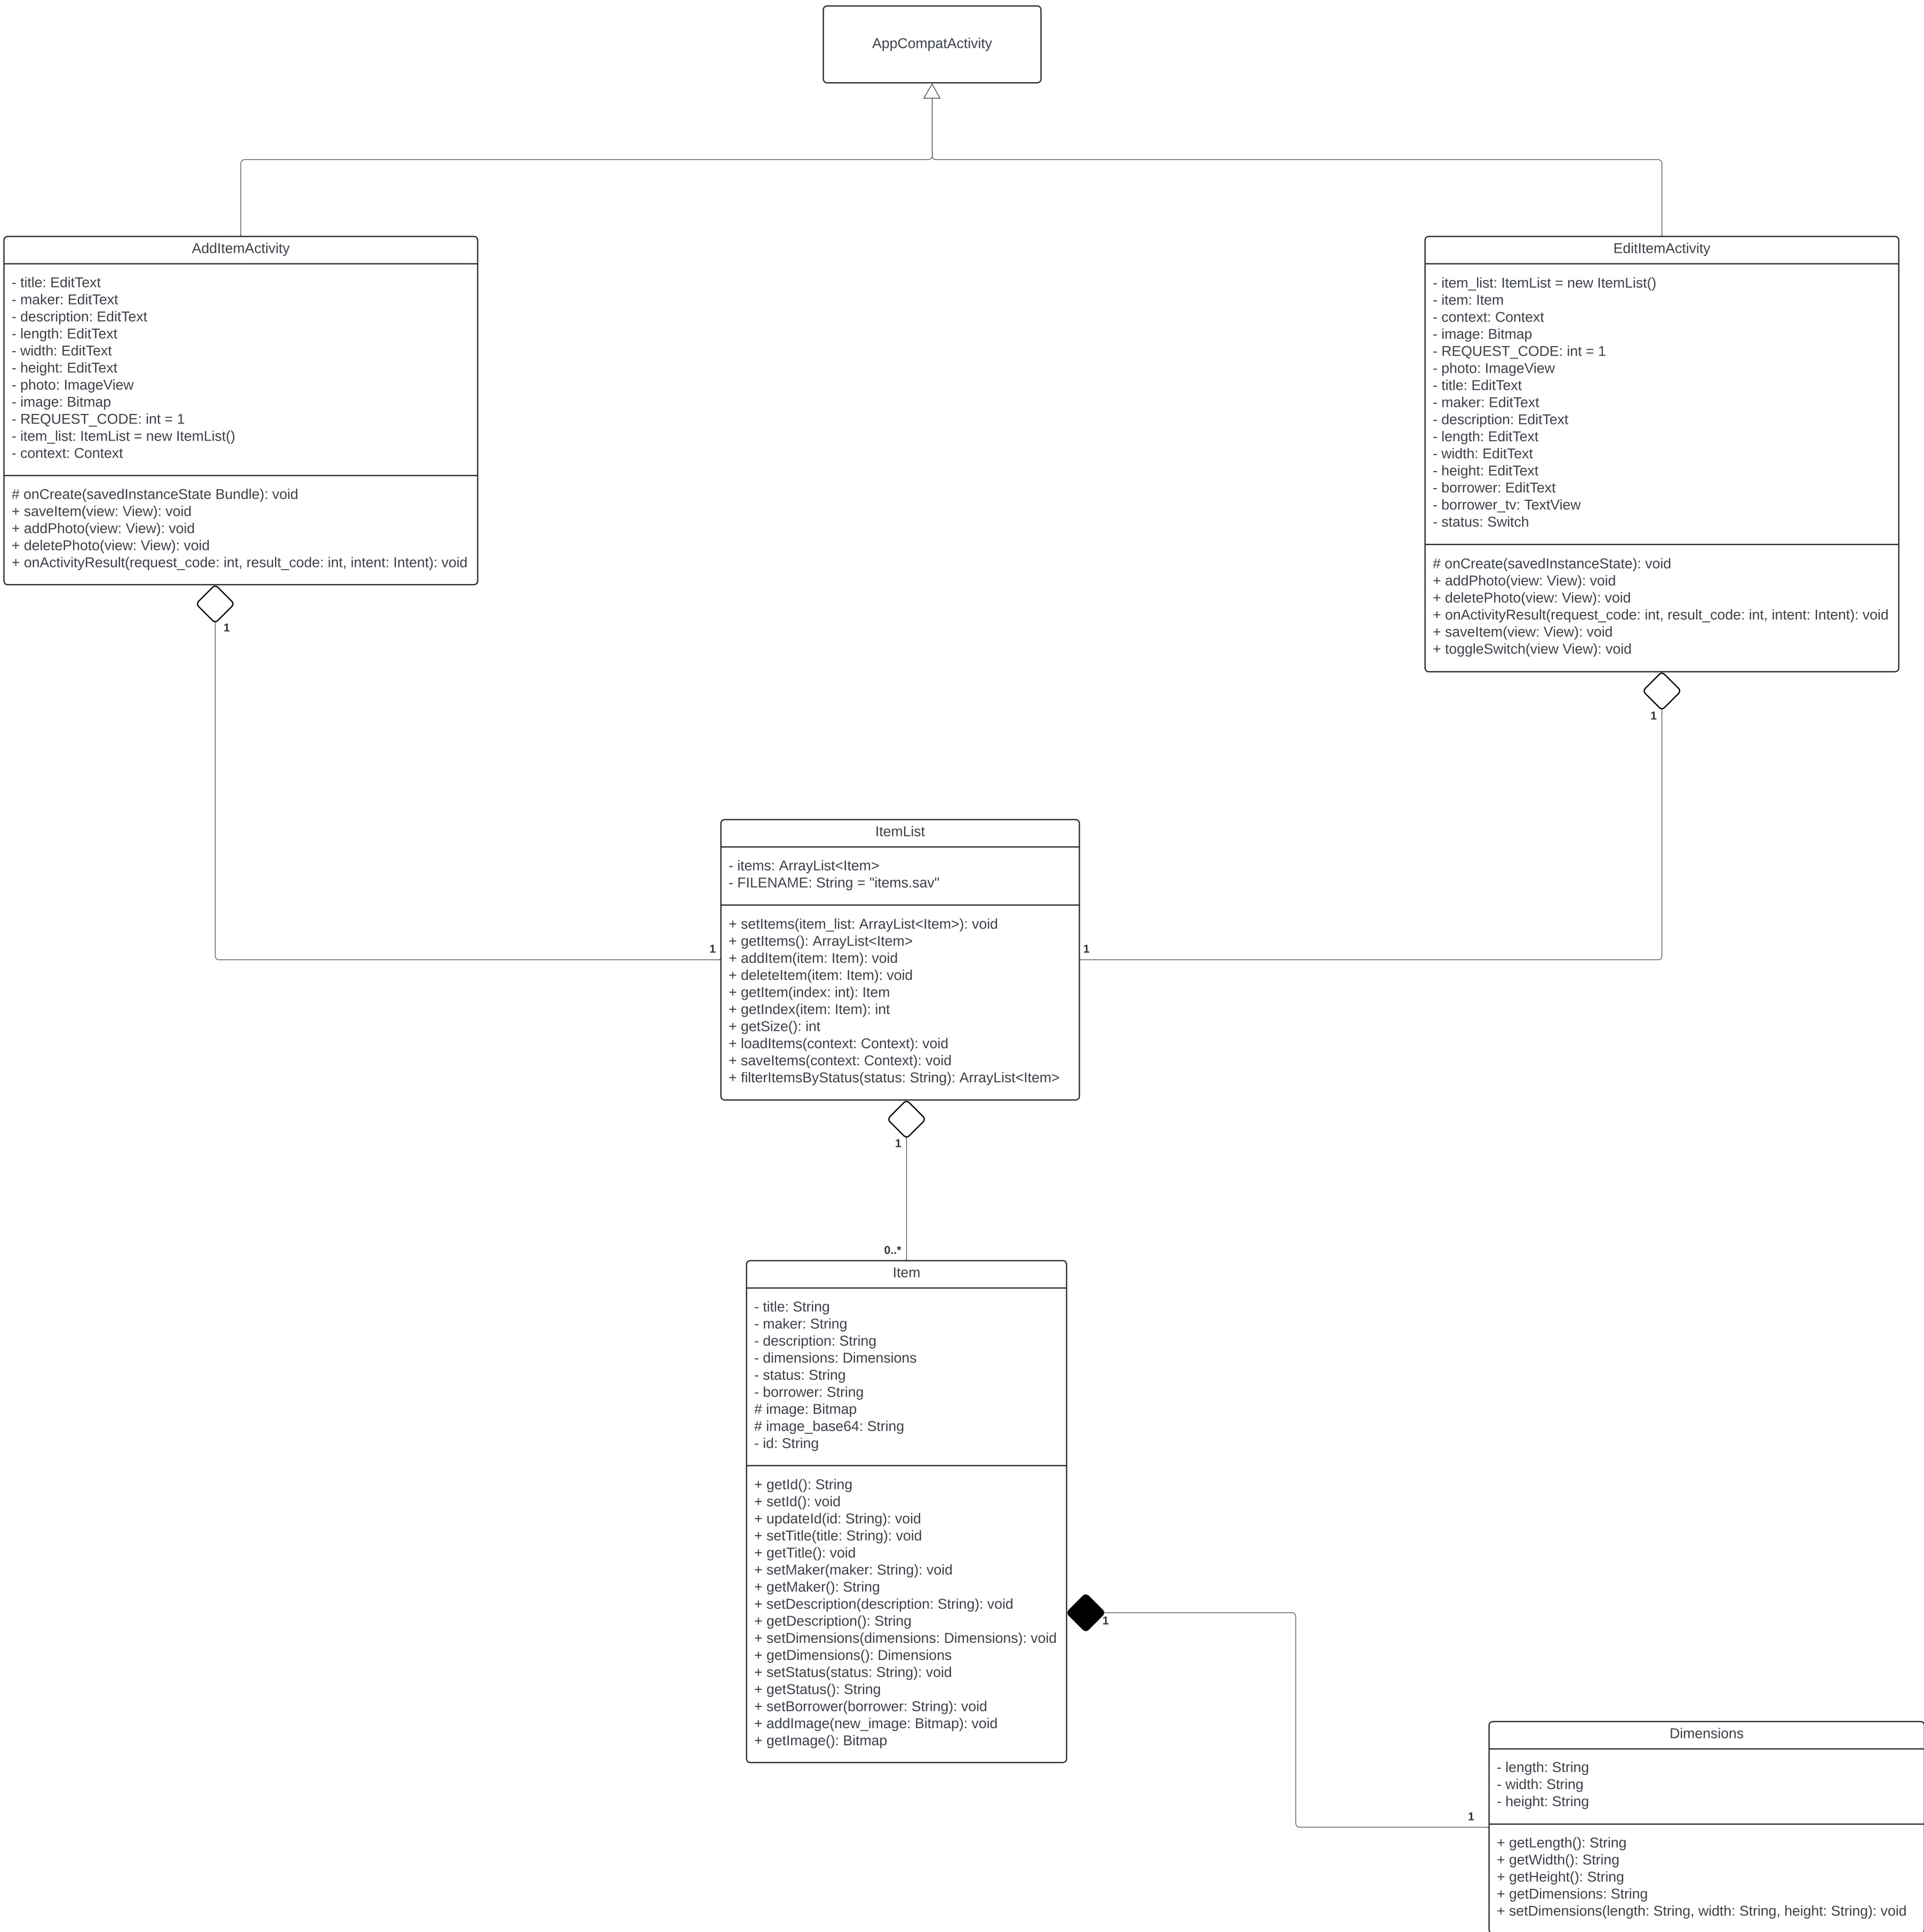 AppCompatActivity
AddItemActivity
- title: EditText
- maker: EditText
- description: EditText
- length: EditText
- width: EditText
- height: EditText
- photo: ImageView
- image: Bitmap
- REQUEST_CODE: int = 1
- item_list: ItemList = new ItemList()
- context: Context
# onCreate(savedInstanceState Bundle): void
+ saveItem(view: View): void
+ addPhoto(view: View): void
+ deletePhoto(view: View): void
+ onActivityResult(request_code: int, result_code: int, intent: Intent): void
1
EditItemActivity
- item_list: ItemList = new ItemList()
- item: Item
- context: Context
- image: Bitmap
- REQUEST_CODE: int = 1
- photo: ImageView
- title: EditText
- maker: EditText
- description: EditText
- length: EditText
- width: EditText
- height: EditText
- borrower: EditText
- borrower_tv: TextView
- status: Switch
# onCreate(savedInstanceState): void
+ addPhoto(view: View): void
+ deletePhoto(view: View): void
+ onActivityResult(request_code: int, result_code: int, intent: Intent): void
+ saveItem(view: View): void
+ toggleSwitch(view View): void
1
ItemList
- items: ArrayList<Item>
- FILENAME: String = "items.sav"
+ setItems(item_list: ArrayList<Item>): void
+ getItems(): ArrayList<Item>
+ addItem(item: Item): void
+ deleteItem(item: Item): void
+ getItem(index: int): Item
+ getIndex(item: Item): int
+ getSize(): int
+ loadItems(context: Context): void
+ saveItems(context: Context): void
+ filterItemsByStatus(status: String): ArrayList<Item>
1
1
1
0..*
Item
- title: String
- maker: String
- description: String
- dimensions: Dimensions
- status: String
- borrower: String
# image: Bitmap
# image_base64: String
- id: String
+ getId(): String
+ setId(): void
+ updateId(id: String): void
+ setTitle(title: String): void
+ getTitle(): void
+ setMaker(maker: String): void
+ getMaker(): String
+ setDescription(description: String): void
+ getDescription(): String
+ setDimensions(dimensions: Dimensions): void
+ getDimensions(): Dimensions
+ setStatus(status: String): void
+ getStatus(): String
+ setBorrower(borrower: String): void
+ addImage(new_image: Bitmap): void
+ getImage(): Bitmap
1
1
Dimensions
- length: String
- width: String
- height: String
+ getLength(): String
+ getWidth(): String
+ getHeight(): String
+ getDimensions: String
+ setDimensions(length: String, width: String, height: String): void